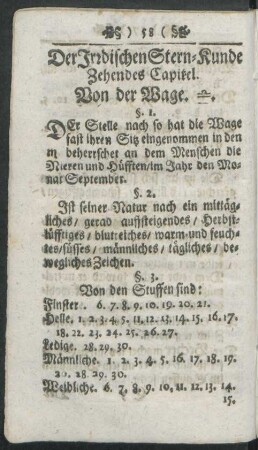 ) 58 (
Der Irrdischen Stern-Kunde
Zehendes Capitel.
Von der Wage. ♎.
§. 1.
DEr Stelle nach so hat die Wage
fast ihren Sitz eingenommen in den
♏ beherrschet an dem Menschen die
Nieren und Hüfften/im Jahr den Mo-
nat September.
§. 2.
Ist seiner Natur nach ein mittäg-
liches/ gerad auffsteigendes/ Herbst-
lüfftiges/ blutreiches/ warm-und feuch-
tes/süsses/ männliches/ tägliches/ be-
wegliches Zeichen.
§. 3.
Von den Stuffen sind:
Finster. 6. 7. 8. 9. 10. 19. 20. 21.
Helle. 1. 2. 3. 4. 5. 11. 12. 13. 14. 15. 16. 17.
18. 22. 23. 24. 25. 26. 27.
Ledige. 28. 29. 30.
Männliche. 1. 2. 3. 4. 5. 16. 17. 18. 19.
20. 28. 29. 30.
Weibliche. 6. 7. 8. 9. 10. 11. 12. 13. 14.
15.